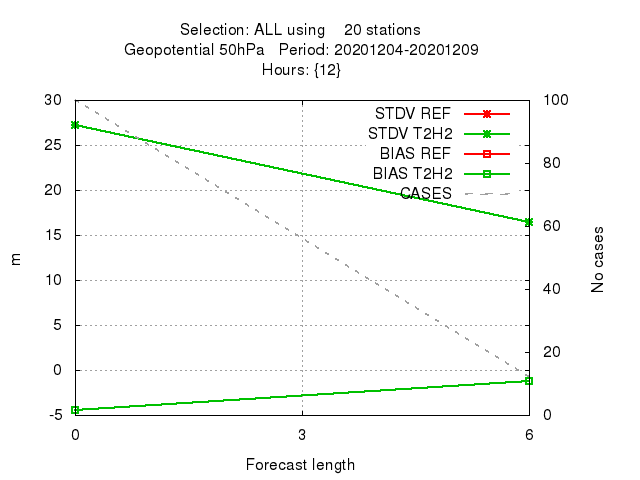 Selection: ALL using    20 stations
Geopotential 50hPa   Period: 20201204-20201209
Hours: {12}
30
25
20
15
10
5
0
-5
100
80
60
40
20
0
STDV REF
STDV T2H2
BIAS REF
BIAS T2H2
CASES
m
No cases
0
3
6
Forecast length